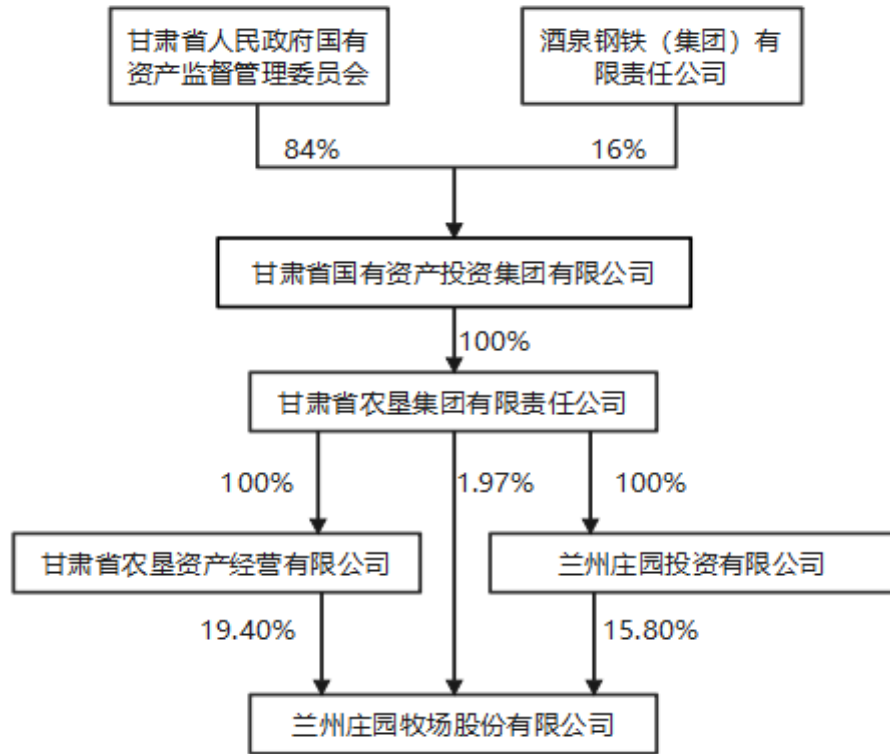 甘肃省人民政府国有
资产监督管理委员会
酒泉钢铁（集团）有
限责任公司
84%
16%
甘肃省国有资产投资集团有限公司
100%
甘肃省农垦集团有限责任公司
100%
1.97%
100%
甘肃省农垦资产经营有限公司
兰州庄园投资有限公司
19.40%
15.80%
兰州庄园牧场股份有限公司